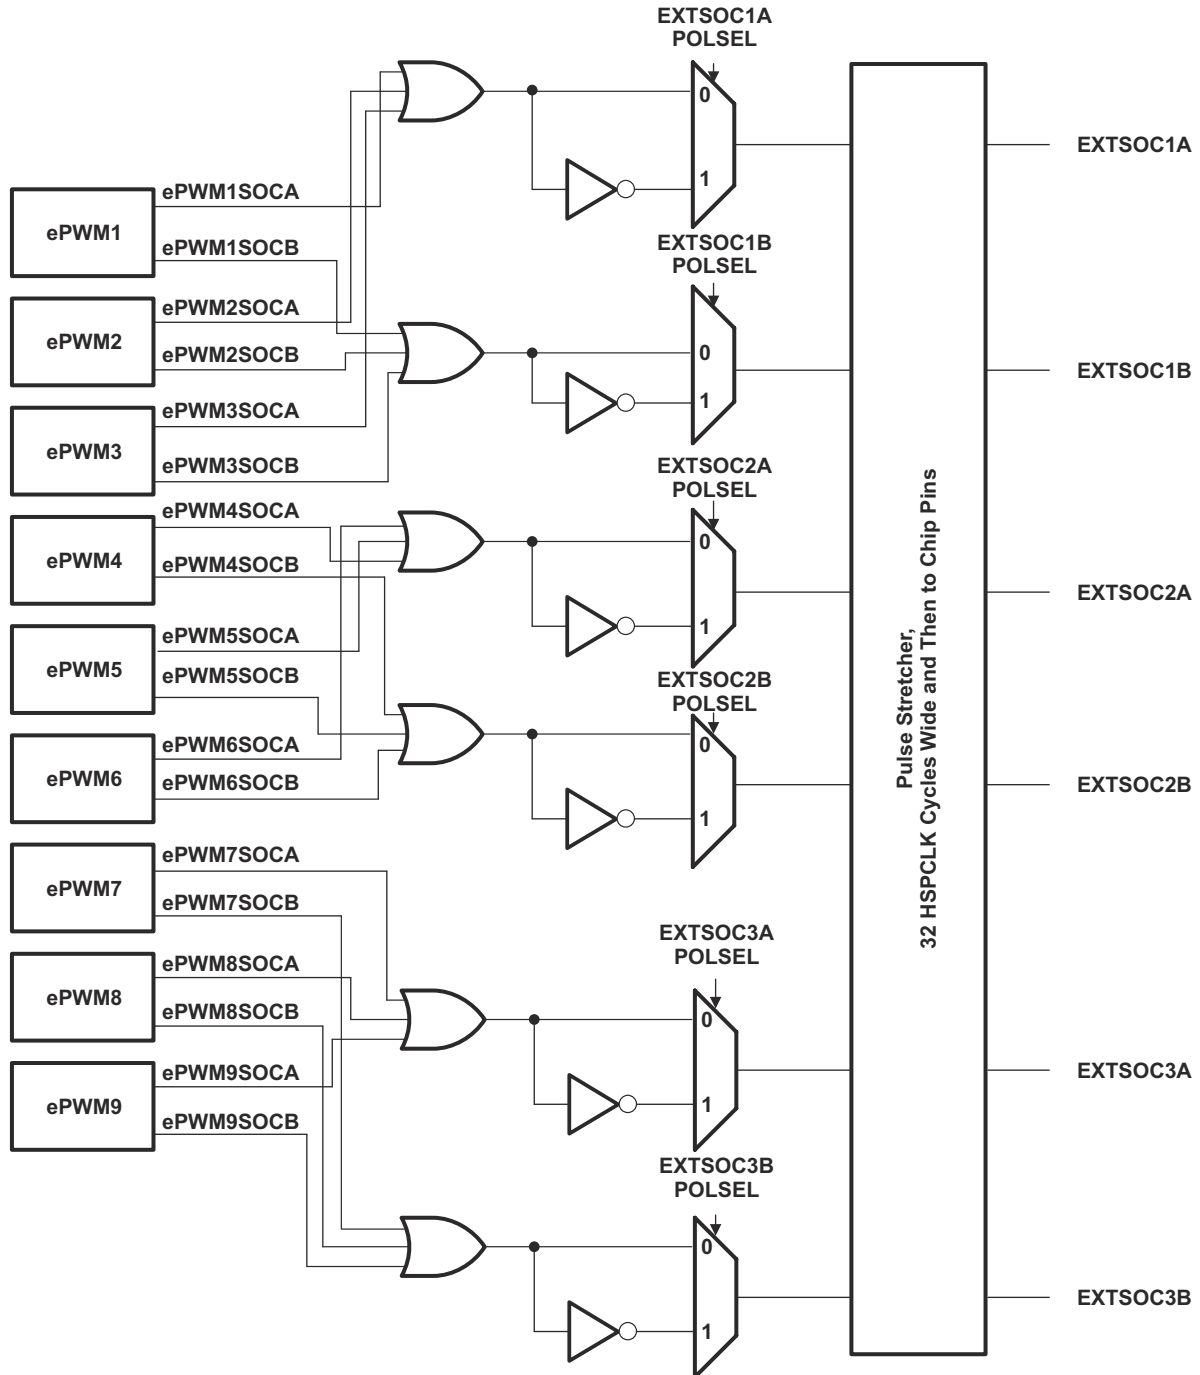 EXTSOC1A
POLSEL
0
1
EXTSOC1A
ePWM1
ePWM1SOCA
ePWM1SOCB
EXTSOC1B
POLSEL
0
1
EXTSOC1B
ePWM2
ePWM2SOCA
ePWM2SOCB
ePWM3
ePWM3SOCA
ePWM3SOCB
EXTSOC2A
POLSEL
0
1
EXTSOC2A
ePWM4
ePWM4SOCA
ePWM4SOCB
ePWM5
ePWM5SOCA
ePWM5SOCB
EXTSOC2B
POLSEL
0
1
EXTSOC2B
ePWM6
ePWM6SOCA
ePWM6SOCB
Pulse Stretcher,
32 HSPCLK Cycles Wide and Then to Chip Pins
ePWM7
ePWM7SOCA
ePWM7SOCB
EXTSOC3A
POLSEL
0
1
EXTSOC3A
ePWM8
ePWM8SOCA
ePWM8SOCB
ePWM9
ePWM9SOCA
ePWM9SOCB
EXTSOC3B
POLSEL
0
1
EXTSOC3B